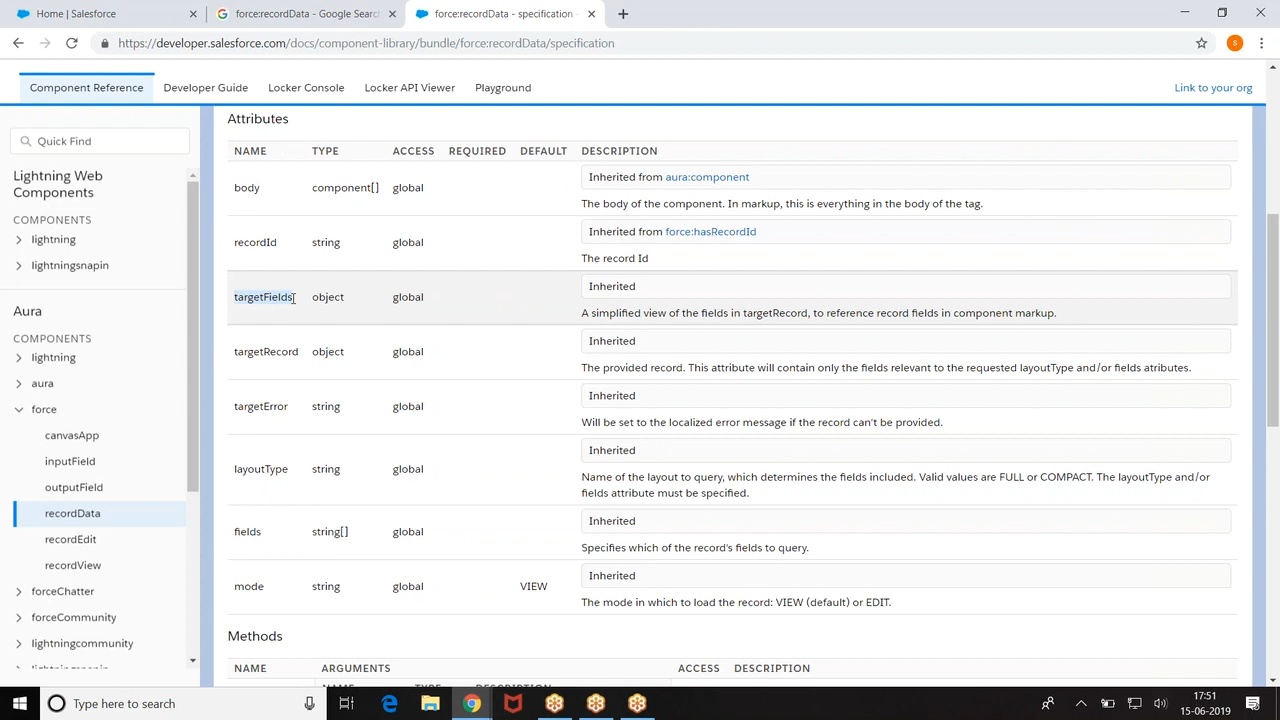 Home | Salesforce
force:recordData - Google Search
force:recordData - specification -
https://developer.salesforce.com/docs/component-library/bundle/force:recordData/specification
S
Component Reference
Developer Guide
Locker Console
Locker API Viewer
Playground
Link to your org
Quick Find
Lightning Web
Components
COMPONENTS
lightning
lightningsnapin
Aura
COMPONENTS
lightning
aura
force
canvasApp
inputField
outputField
recordData
recordEdit
recordView
forceChatter
forceCommunity
lightningcommunity
lightningsnapin
Attributes
NAME TYPE ACCESS REQUIRED DEFAULT DESCRIPTION
Inherited from aura:component
body component[] global
The body of the component. In markup, this is everything in the body of the tag.
Inherited from force:hasRecordId
recordId string global
The record Id
Inherited
targetFields object global
A simplified view of the fields in targetRecord, to reference record fields in component markup.
Inherited
targetRecord object global
The provided record. This attribute will contain only the fields relevant to the requested layoutType and/or fields atributes.
Inherited
targetError string global
Will be set to the localized error message if the record can't be provided.
Inherited
layoutType string global
Name of the layout to query, which determines the fields included. Valid values are FULL or COMPACT. The layoutType and/or
fields attribute must be specified.
Inherited
fields string[] global
Specifies which of the record's fields to query.
Inherited
mode string global VIEW
The mode in which to load the record: VIEW (default) or EDIT.
Methods
NAME ARGUMENTS ACCESS DESCRIPTION
NAME TYPE DESCRIPTION
Type here to search
17:51
15-06-2019